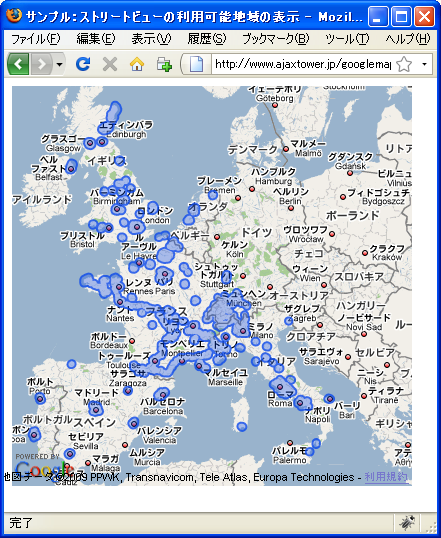 サンプル：ストリートビューの利用可能地域の表示 - Mozil...
ファイル(F) 編集(E) 表示(V) 履歴(S) ブックマーク(B) ツール(T) ヘルプ(H)
http://www.ajaxtower.jp/googlemap
Stockholm
イェーテボリ
Göteborg
エディンバラ
Edinburgh
グラスゴー
Glasgow
デンマーク
マルメー
Malmö
ベル
ファスト
Belfast
イギリス
グダニスク
Gdańsk
ハンブルク
Hamburg
ブレーメン
Bremen
アイルランド
バーミンガム
Birmingham
ベルリン
Berlin
ブィドゴシュチ
Bydgoszcz
ロンドン
London
オランダ
ポーランド
ブリストル
Bristol
ベルギー
ドイツ
ヴロツワフ
Wrocław
ケルン
Köln
ル・アーヴル
Le Havre
チェコ
クラクフ
Kraków
シュトゥットガルト
Stuttgart
ウィーン
Wien
スロバキア
レンヌ
Rennes
パリ
Paris
ミュンヘン
München
オーストリア
ハンガリー
ナント
Nantes
フランス
リヨン
ミラノ
Milano
ザグレブ
Zagreb
ノービサード
Novi Sad
クロアチア
ボルドー
Bordeaux
モンペリエ
Montpellier
トリノ
Torino
トゥールーズ
Toulouse
マルセイユ
Marseille
イタリア
サラエヴォ
Sarajevo
セルビア
サラゴサ
Zaragoza
ニーシュ
Nis
ポルト
Porto
マドリード
Madrid
バルセロナ
Barcelona
ローマ
Roma
ナポリ
Napoli
バーリ
Bari
ティラナ
Tirana
ポルトガル
スペイン
バレンシア
Valencia
セビリア
Sevilla
ムルシア
Murcia
パレルモ
Palermo
マラガ
Málaga
POWERED BY
Google
地図データ ©2009 PPWK, Transnavicom, Tele Atlas, Europa Technologies - 利用規約
完了